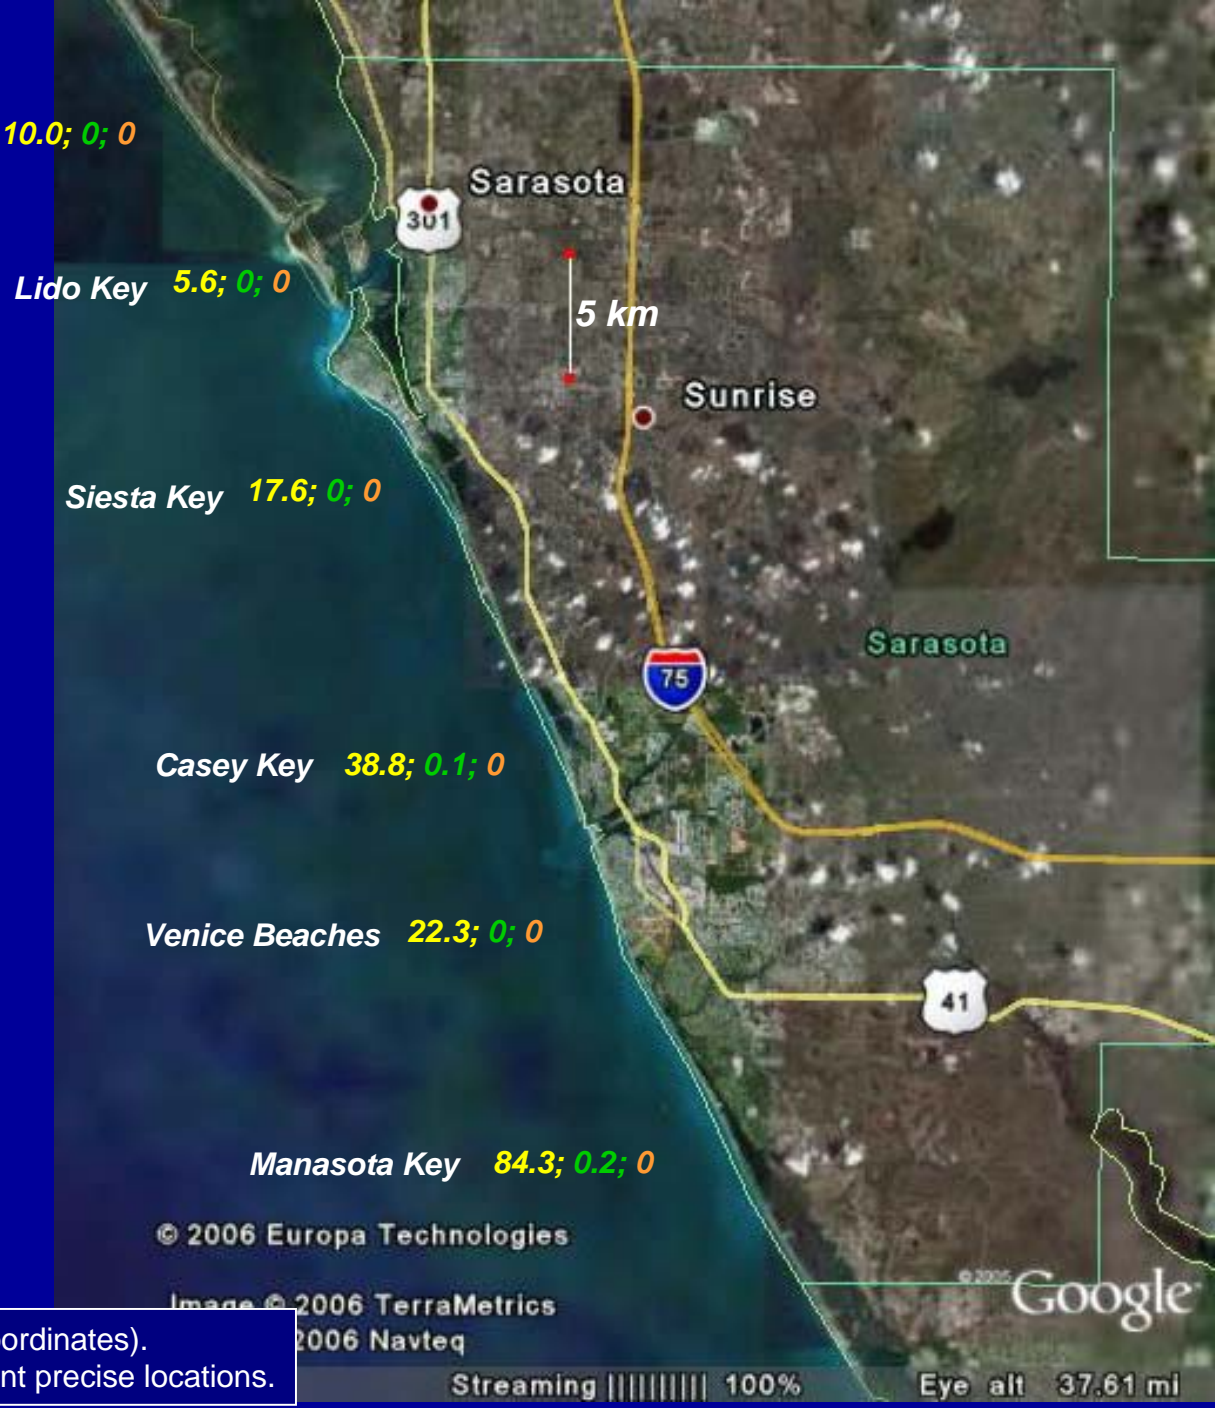 10.0; 0; 0
Sarasota
301
Lido Key 5.6; 0; 0
5 km
Sunrise
Siesta Key 17.6; 0; 0
Sarasota
75
Casey Key 38.8; 0.1; 0
Venice Beaches 22.3; 0; 0
41
Manasota Key 84.3; 0.2; 0
© 2006 Europa Technologies
©2005 Google
Image © 2006 TerraMetrics
2006 Navteq
ordinates).
nt precise locations.
Streaming |||||||||| 100%
Eye alt 37.61 mi